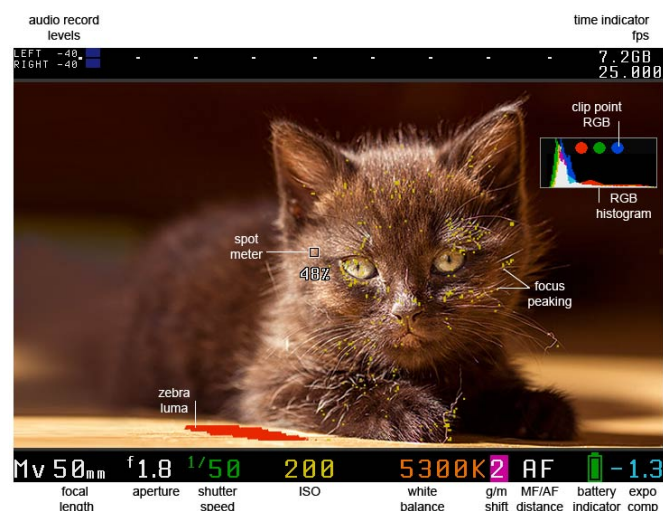 audio record
levels
time indicator
fps
LEFT -40
RIGHT -40
7.2GB
25.000
clip point
RGB
RGB
histogram
spot
meter
48%
focus
peaking
zebra
luma
Mv 50mm f1.8 1/50 200 5300K 2 AF -1.3
focal
length
aperture
shutter
speed
ISO
white
balance
g/m
shift
MF/AF
distance
battery
indicator
expo
comp